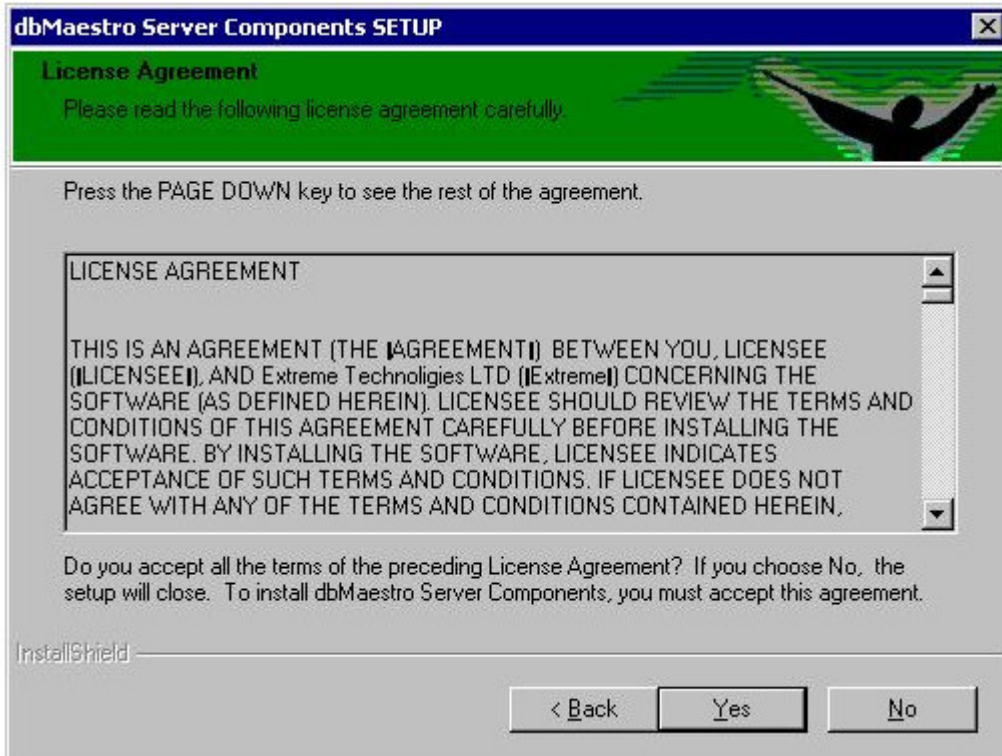 dbMaestro Server Components SETUP
License Agreement
Please read the following license agreement carefully.
Press the PAGE DOWN key to see the rest of the agreement.
LICENSE AGREEMENT
THIS IS AN AGREEMENT (THE ❙AGREEMENT❙) BETWEEN YOU, LICENSEE
(❙LICENSEE❙), AND Extreme Technoligies LTD (❙Extreme❙) CONCERNING THE
SOFTWARE (AS DEFINED HEREIN). LICENSEE SHOULD REVIEW THE TERMS AND
CONDITIONS OF THIS AGREEMENT CAREFULLY BEFORE INSTALLING THE
SOFTWARE. BY INSTALLING THE SOFTWARE, LICENSEE INDICATES
ACCEPTANCE OF SUCH TERMS AND CONDITIONS. IF LICENSEE DOES NOT
AGREE WITH ANY OF THE TERMS AND CONDITIONS CONTAINED HEREIN,
Do you accept all the terms of the preceding License Agreement? If you choose No, the
setup will close. To install dbMaestro Server Components, you must accept this agreement.
InstallShield
< Back Yes No